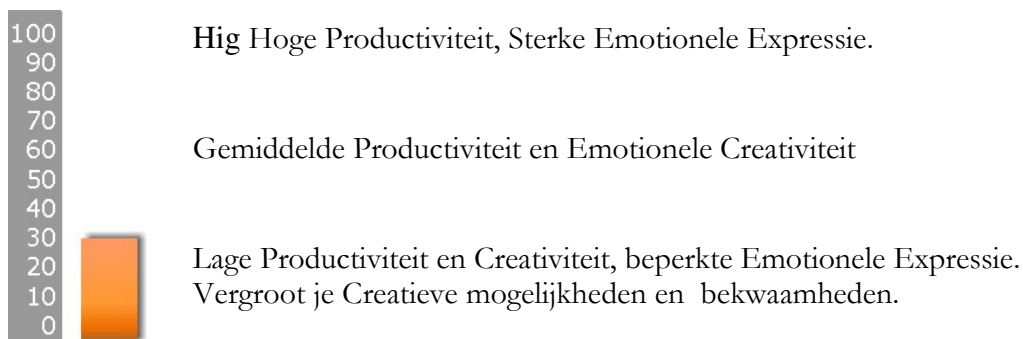 100 Hig Hoge Productiviteit, Sterke Emotionele Expressie.
90
80
70
60 Gemiddelde Productiviteit en Emotionele Creativiteit
50
40
30
20 Lage Productiviteit en Creativiteit, beperkte Emotionele Expressie.
10 Vergroot je Creatieve mogelijkheden en bekwaamheden.
0